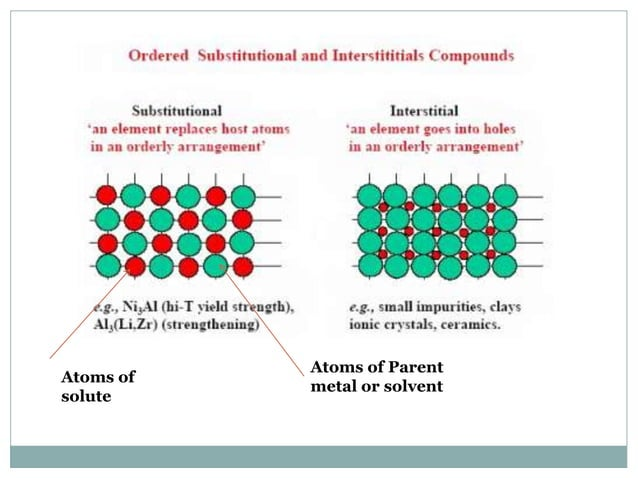 Ordered Substitutional and Interstititials Compounds
Substitutional
'an element replaces host atoms
in an orderly arrangement'
e.g., Ni₃Al (hi-T yield strength),
Al₃(Li,Zr) (strengthening)
Interstitial
'an element goes into holes
in an orderly arrangement'
e.g., small impurities, clays
ionic crystals, ceramics.
Atoms of
solute
Atoms of Parent
metal or solvent